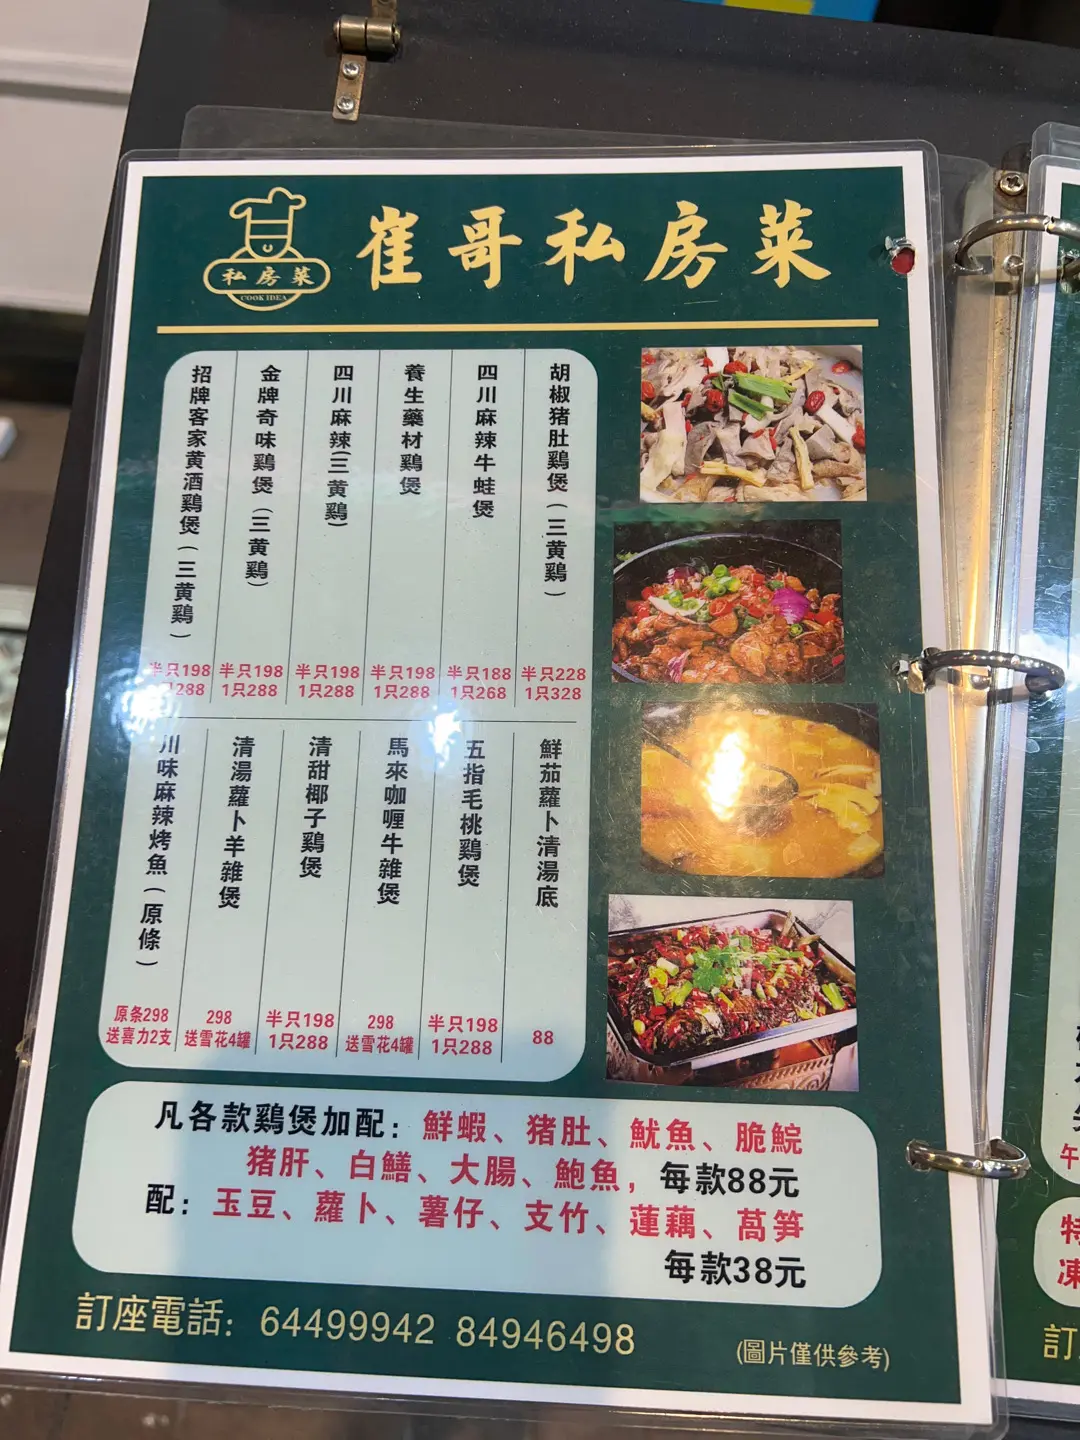 崔哥私房菜
私房菜
COOK IDEA
胡椒猪肚鷄煲(三黄鷄)
半只228
1只328
四川麻辣牛蛙煲
半只188
1只268
養生藥材鷄煲
半只198
1只288
四川麻辣(三黄鷄)
半只198
1只288
金牌奇味鷄煲(三黄鷄)
半只198
1只288
招牌客家黄酒鷄煲(三黄鷄)
半只198
1只288
鮮茄蘿卜清湯底
88
五指毛桃鷄煲
半只198
1只288
馬來咖喱牛雜煲
298
送雪花4罐
清甜椰子鷄煲
半只198
1只288
清湯蘿卜羊雜煲
298
送雪花4罐
川味麻辣烤魚(原條)
原条298
送喜力2支
凡各款鷄煲加配：鮮蝦、猪肚、魷魚、脆鯇
猪肝、白鱔、大腸、鮑魚，每款88元
配：玉豆、蘿卜、薯仔、支竹、蓮藕、萵笋
每款38元
訂座電話：64499942 84946498
(圖片僅供參考)
午
特
凍
訂